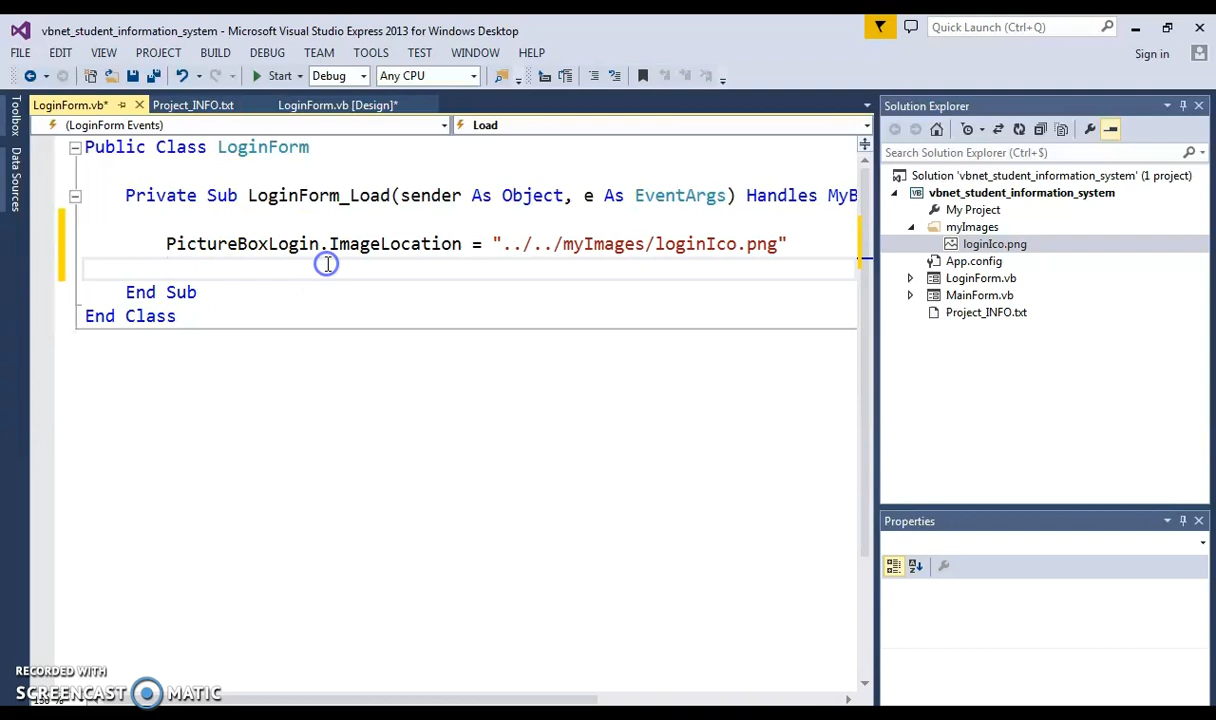 vbnet_student_information_system - Microsoft Visual Studio Express 2013 for Windows Desktop
Quick Launch (Ctrl+Q)
FILE EDIT VIEW PROJECT BUILD DEBUG TEAM TOOLS TEST WINDOW HELP
Sign in
Start Debug Any CPU
Toolbox
Data Sources
LoginForm.vb* Project_INFO.txt LoginForm.vb [Design]*
(LoginForm Events) Load
Public Class LoginForm
Private Sub LoginForm_Load(sender As Object, e As EventArgs) Handles MyB
PictureBoxLogin.ImageLocation = "../../myImages/loginIco.png"
End Sub
End Class
Solution Explorer
Search Solution Explorer (Ctrl+$)
Solution 'vbnet_student_information_system' (1 project)
vbnet_student_information_system
My Project
myImages
loginIco.png
App.config
LoginForm.vb
MainForm.vb
Project_INFO.txt
Properties
RECORDED WITH
SCREENCAST MATIC